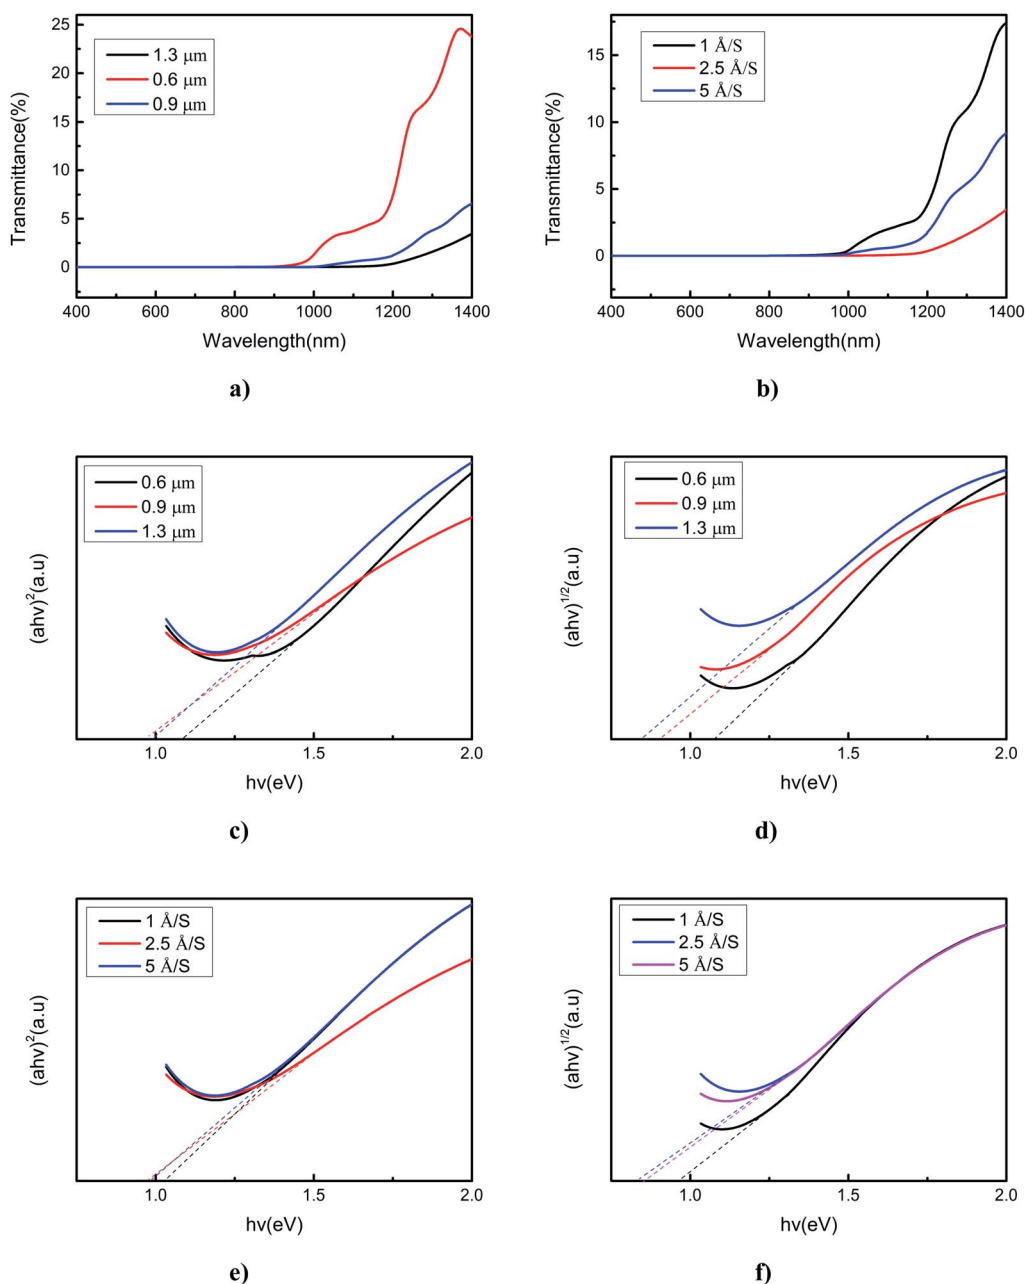 25
20
15
10
5
0
Transmittance(%)
1.3 μm
0.6 μm
0.9 μm
400 600 800 1000 1200 1400
Wavelength(nm)
a)
15
10
5
0
Transmittance(%)
1 Å/S
2.5 Å/S
5 Å/S
400 600 800 1000 1200 1400
Wavelength(nm)
b)
(ahv)2(a.u)
0.6 μm
0.9 μm
1.3 μm
1.0 1.5 2.0
hv(eV)
c)
(ahv)1/2(a.u)
0.6 μm
0.9 μm
1.3 μm
1.0 1.5 2.0
hv(eV)
d)
(ahv)2(a.u)
1 Å/S
2.5 Å/S
5 Å/S
1.0 1.5 2.0
hv(eV)
e)
(ahv)1/2(a.u)
1 Å/S
2.5 Å/S
5 Å/S
1.0 1.5 2.0
hv(eV)
f)